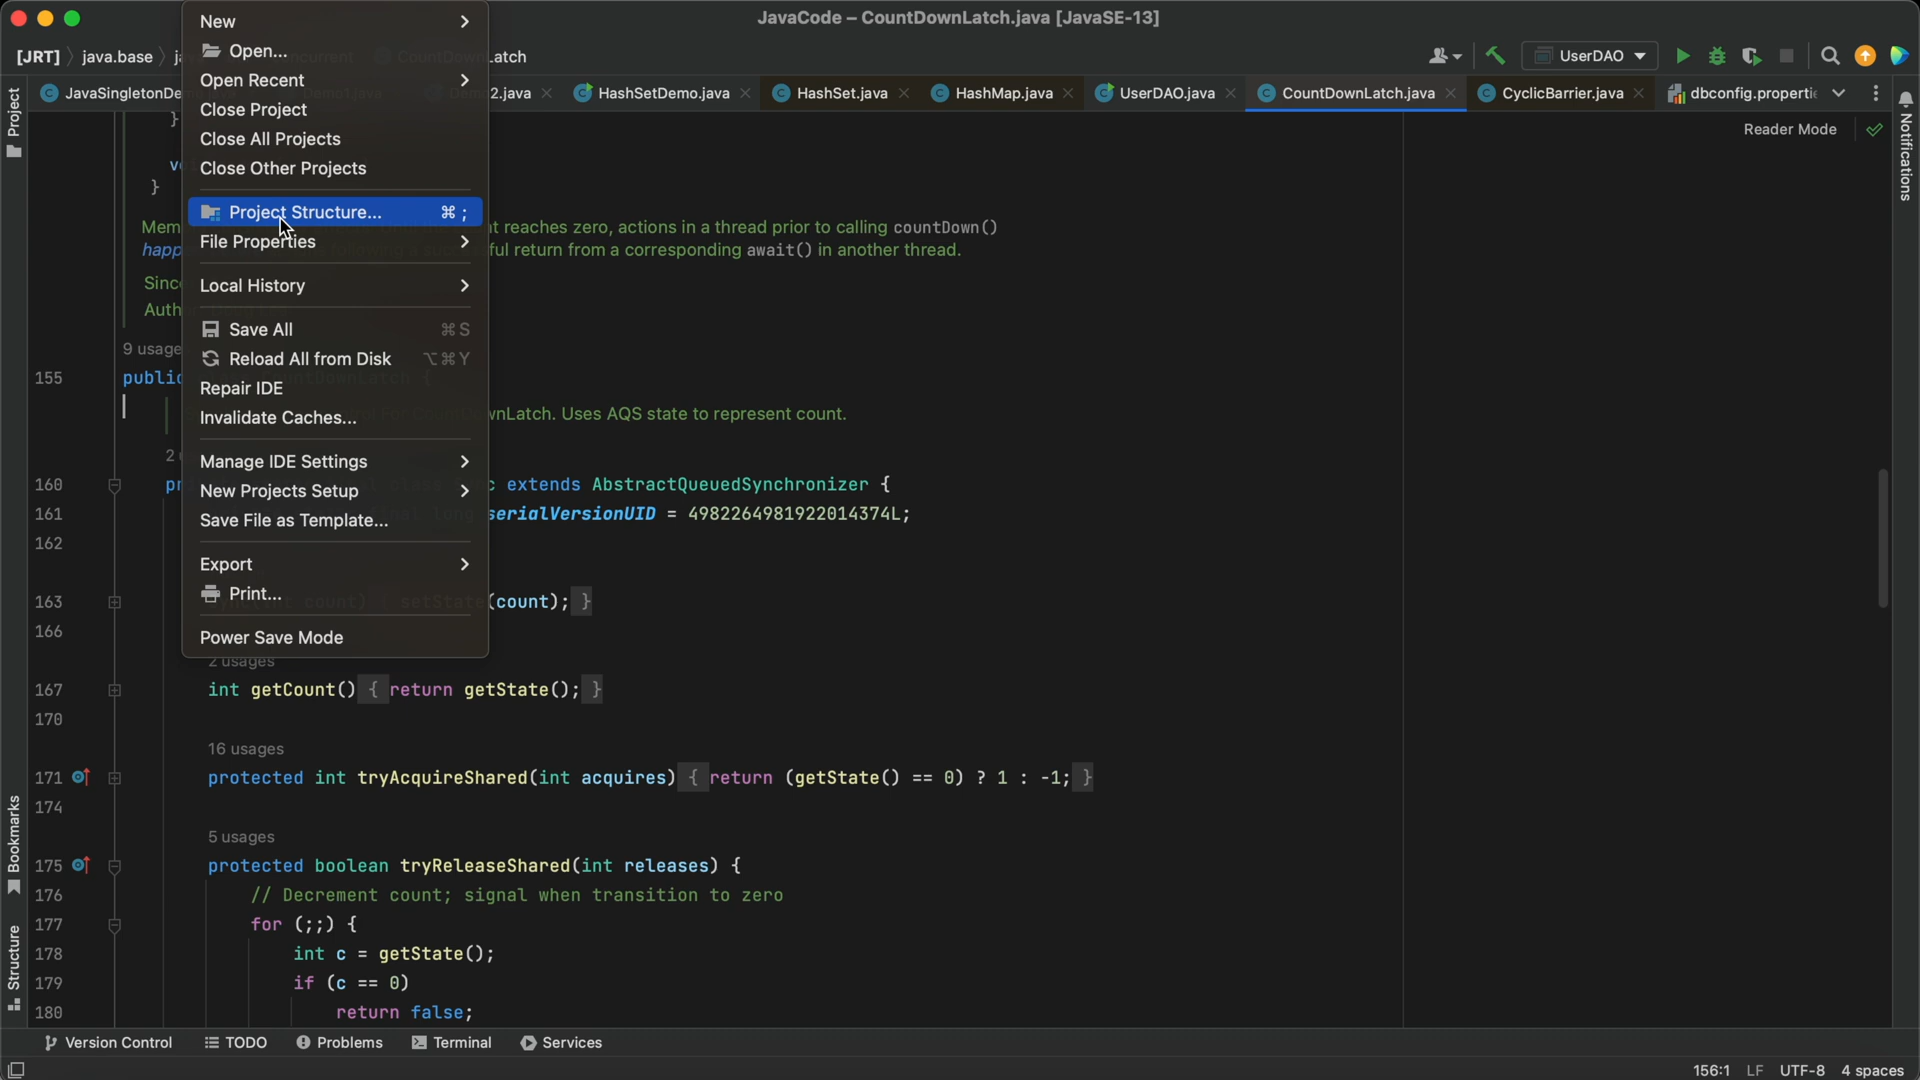 JavaCode – CountDownLatch.java [JavaSE-13]
[JRT] java.base
UserDAO
JavaSingletonDe
2.java
HashSetDemo.java
HashSet.java
HashMap.java
UserDAO.java
CountDownLatch.java
CyclicBarrier.java
dbconfig.properti
Reader Mode
Project
Notifications
Bookmarks
Structure
New
Open...
Open Recent
Close Project
Close All Projects
Close Other Projects
Project Structure... ⌘ ;
File Properties
Local History
Save All ⌘S
Reload All from Disk ⌥⌘Y
Repair IDE
Invalidate Caches...
Manage IDE Settings
New Projects Setup
Save File as Template...
Export
Print...
Power Save Mode
}
}
t reaches zero, actions in a thread prior to calling countDown()
ful return from a corresponding await() in another thread.
Since
9 usage
155 public CountDownLatch {
wnLatch. Uses AQS state to represent count.
160 extends AbstractQueuedSynchronizer {
161 final long serialVersionUID = 4982264981922014374L;
162
163 Sync(int count) { setState(count); }
166
2 usages
167 int getCount() { return getState(); }
170
16 usages
171 protected int tryAcquireShared(int acquires) { return (getState() == 0) ? 1 : -1; }
174
5 usages
175 protected boolean tryReleaseShared(int releases) {
176 // Decrement count; signal when transition to zero
177 for (;;) {
178 int c = getState();
179 if (c == 0)
180 return false;
Version Control
TODO
Problems
Terminal
Services
156:1 LF UTF-8 4 spaces